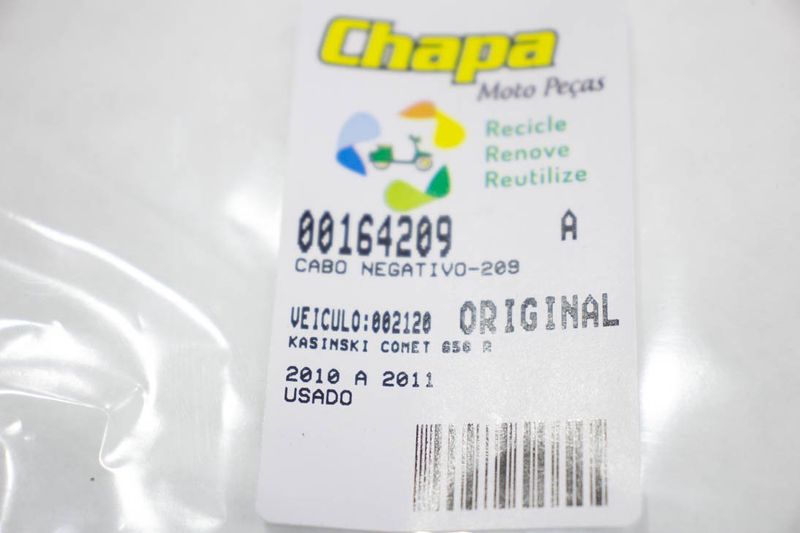 Chapa
Moto Peças
Recicle
Renove
Reutilize
00164209 A
CABO NEGATIVO-209
VEICULO:002120 ORIGINAL
KASINSKI COMET 650 R
2010 A 2011
USADO